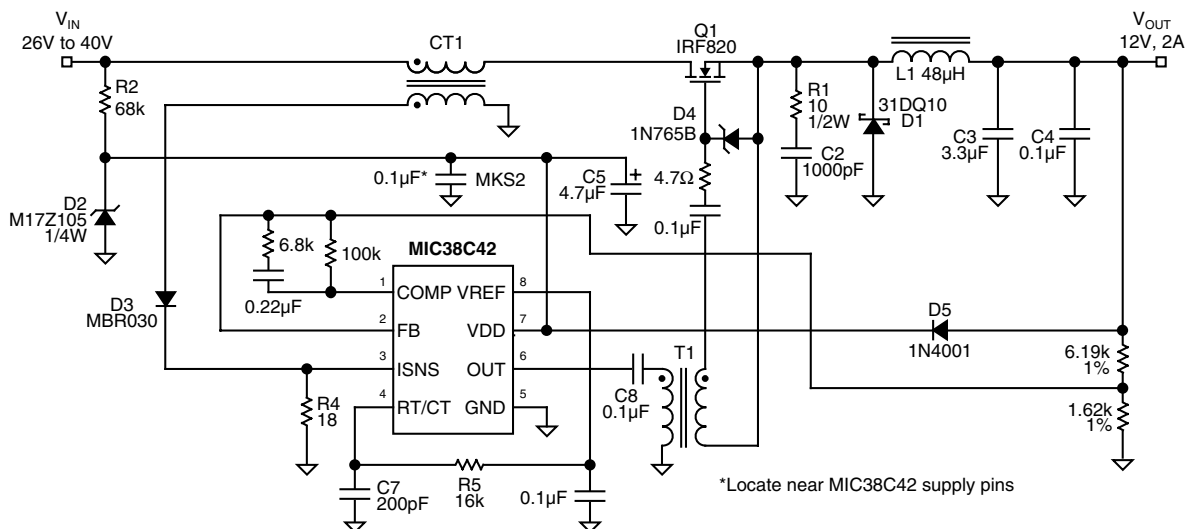 VIN
26V to 40V
CT1
Q1
IRF820
VOUT
12V, 2A
R2
68k
L1 48µH
D4
1N765B
R1
10
1/2W
31DQ10
D1
C2
1000pF
C3
3.3µF
C4
0.1µF
0.1µF*
MKS2
C5
4.7µF
+
4.7Ω
0.1µF
D2
M17Z105
1/4W
6.8k
100k
MIC38C42
0.22µF
1
COMP
VREF
8
2
FB
VDD
7
3
ISNS
OUT
6
4
RT/CT
GND
5
D3
MBR030
D5
1N4001
6.19k
1%
1.62k
1%
T1
C8
0.1µF
R4
18
C7
200pF
R5
16k
0.1µF
*Locate near MIC38C42 supply pins